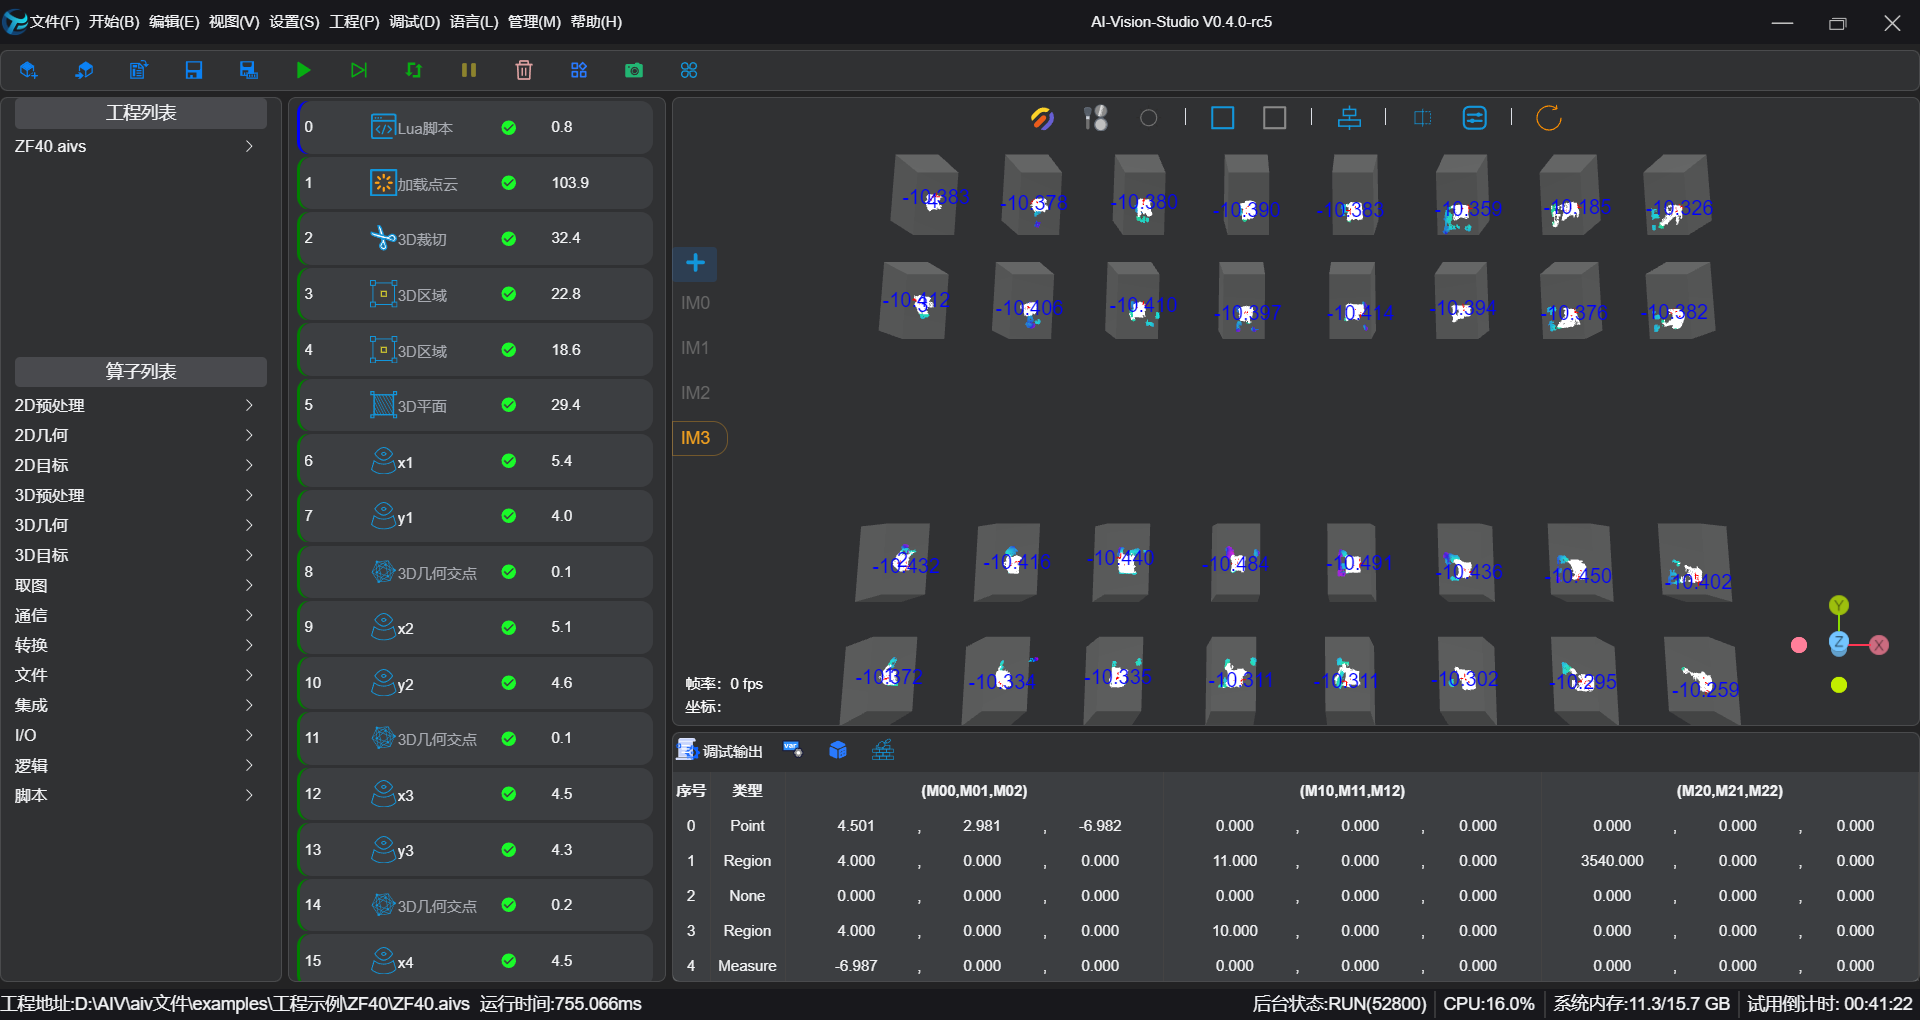 文件(F) 开始(B) 编辑(E) 视图(V) 设置(S) 工程(P) 调试(D) 语言(L) 管理(M) 帮助(H)
AI-Vision-Studio V0.4.0-rc5
工程列表
ZF40.aivs
算子列表
2D预处理
2D几何
2D目标
3D预处理
3D几何
3D目标
取图
通信
转换
文件
集成
I/O
逻辑
脚本
0 Lua脚本 0.8
1 加载点云 103.9
2 3D裁切 32.4
3 3D区域 22.8
4 3D区域 18.6
5 3D平面 29.4
6 x1 5.4
7 y1 4.0
8 3D几何交点 0.1
9 x2 5.1
10 y2 4.6
11 3D几何交点 0.1
12 x3 4.5
13 y3 4.3
14 3D几何交点 0.2
15 x4 4.5
IM0
IM1
IM2
IM3
-10.383 -10.378 -10.380 -10.390 -10.383 -10.359 -10.185 -10.326
-10.412 -10.406 -10.410 -10.397 -10.414 -10.394 -10.376 -10.382
-10.432 -10.416 -10.440 -10.484 -10.491 -10.436 -10.450 -10.402
-10.372 -10.334 -10.335 -10.311 -10.311 -10.302 -10.295 -10.259
Y
Z X
帧率：0 fps
坐标：
调试输出
序号 类型 (M00,M01,M02) (M10,M11,M12) (M20,M21,M22)
0 Point 4.501 , 2.981 , -6.982 0.000 , 0.000 , 0.000 0.000 , 0.000 , 0.000
1 Region 4.000 , 0.000 , 0.000 11.000 , 0.000 , 0.000 3540.000 , 0.000 , 0.000
2 None 0.000 , 0.000 , 0.000 0.000 , 0.000 , 0.000 0.000 , 0.000 , 0.000
3 Region 4.000 , 0.000 , 0.000 10.000 , 0.000 , 0.000 0.000 , 0.000 , 0.000
4 Measure -6.987 , 0.000 , 0.000 0.000 , 0.000 , 0.000 0.000 , 0.000 , 0.000
工程地址:D:\AIV\aiv文件\examples\工程示例\ZF40\ZF40.aivs 运行时间:755.066ms
后台状态:RUN(52800) CPU:16.0% 系统内存:11.3/15.7 GB 试用倒计时: 00:41:22